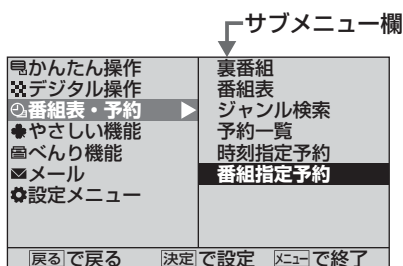 サブメニュー欄
かんたん操作
デジタル操作
番組表・予約
やさしい機能
べんり機能
メール
設定メニュー
裏番組
番組表
ジャンル検索
予約一覧
時刻指定予約
番組指定予約
戻る で戻る 決定 で設定 メニュー で終了